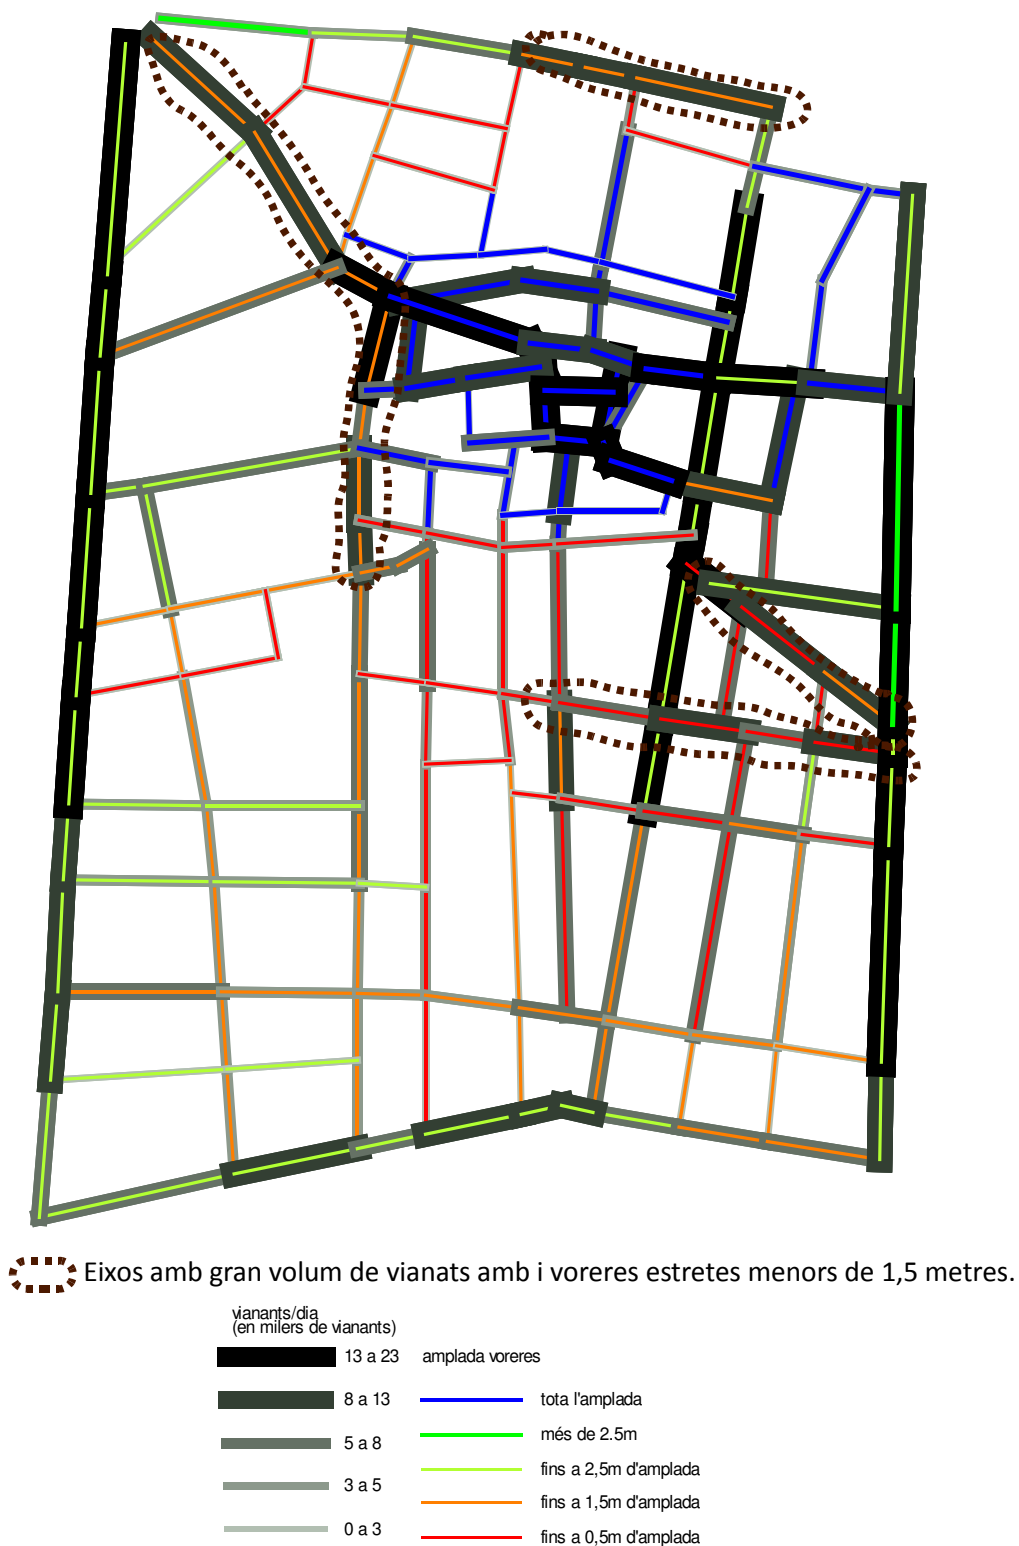 Eixos amb gran volum de vianats amb i voreres estretes menors de 1,5 metres.
vianants/dia
(en milers de vianants)
13 a 23 amplada voreres
8 a 13 tota l'amplada
5 a 8 més de 2.5m
3 a 5 fins a 2,5m d'amplada
fins a 1,5m d'amplada
0 a 3 fins a 0,5m d'amplada